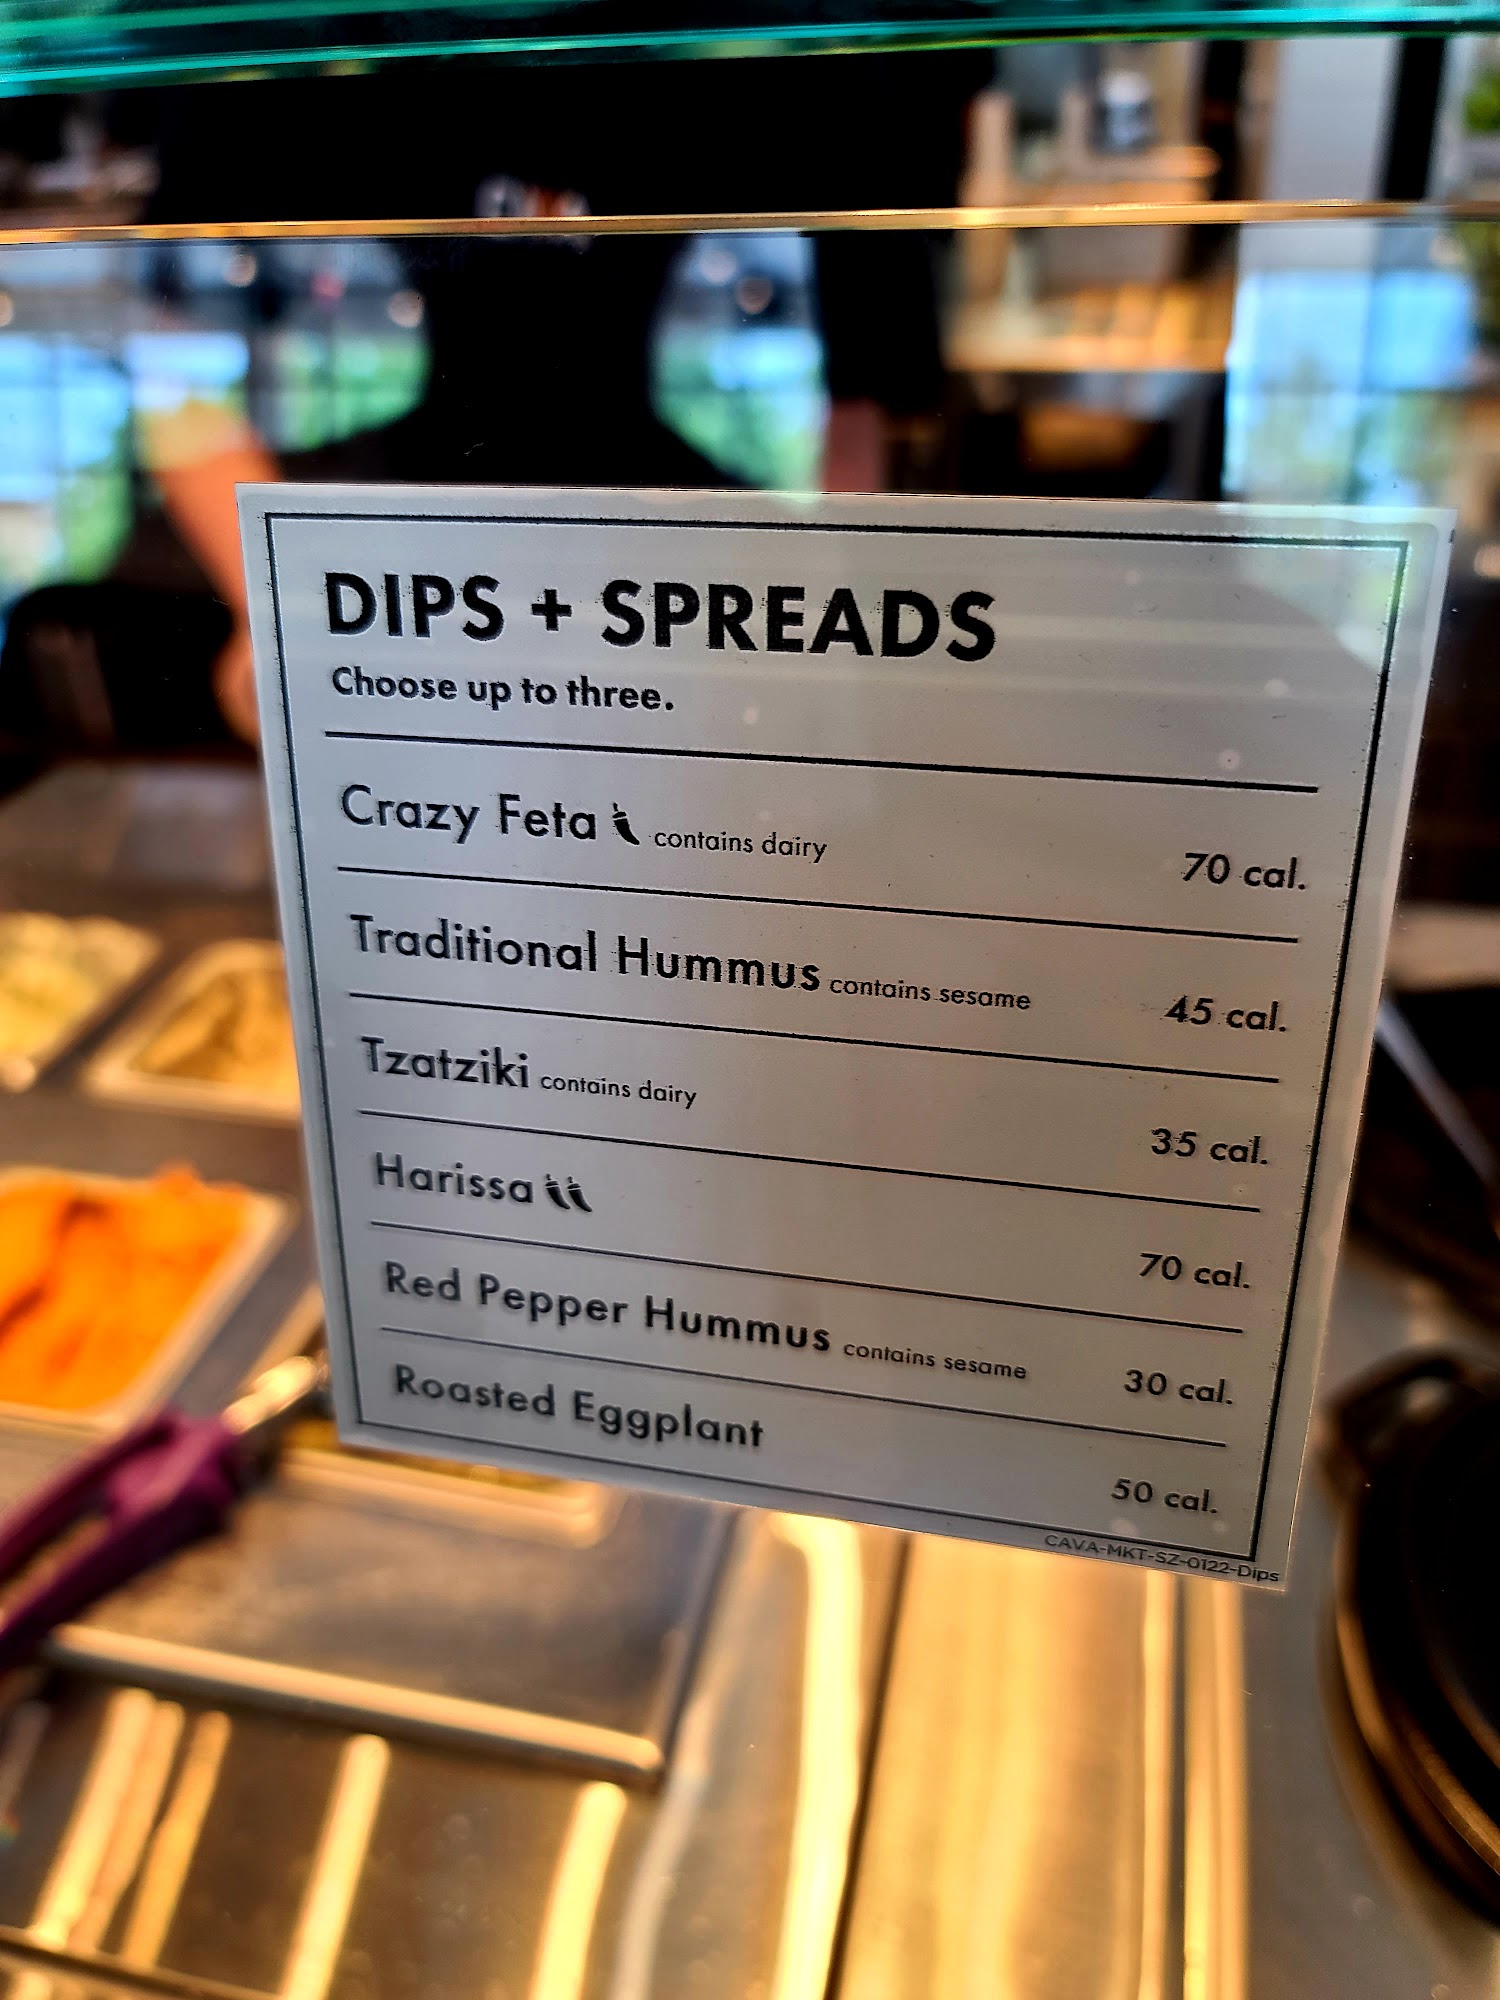 DIPS + SPREADS
Choose up to three.
Crazy Feta contains dairy 70 cal.
Traditional Hummus contains sesame 45 cal.
Tzatziki contains dairy 35 cal.
Harissa 70 cal.
Red Pepper Hummus contains sesame 30 cal.
Roasted Eggplant 50 cal.
CAVA-MKT-SZ-0122-Dips